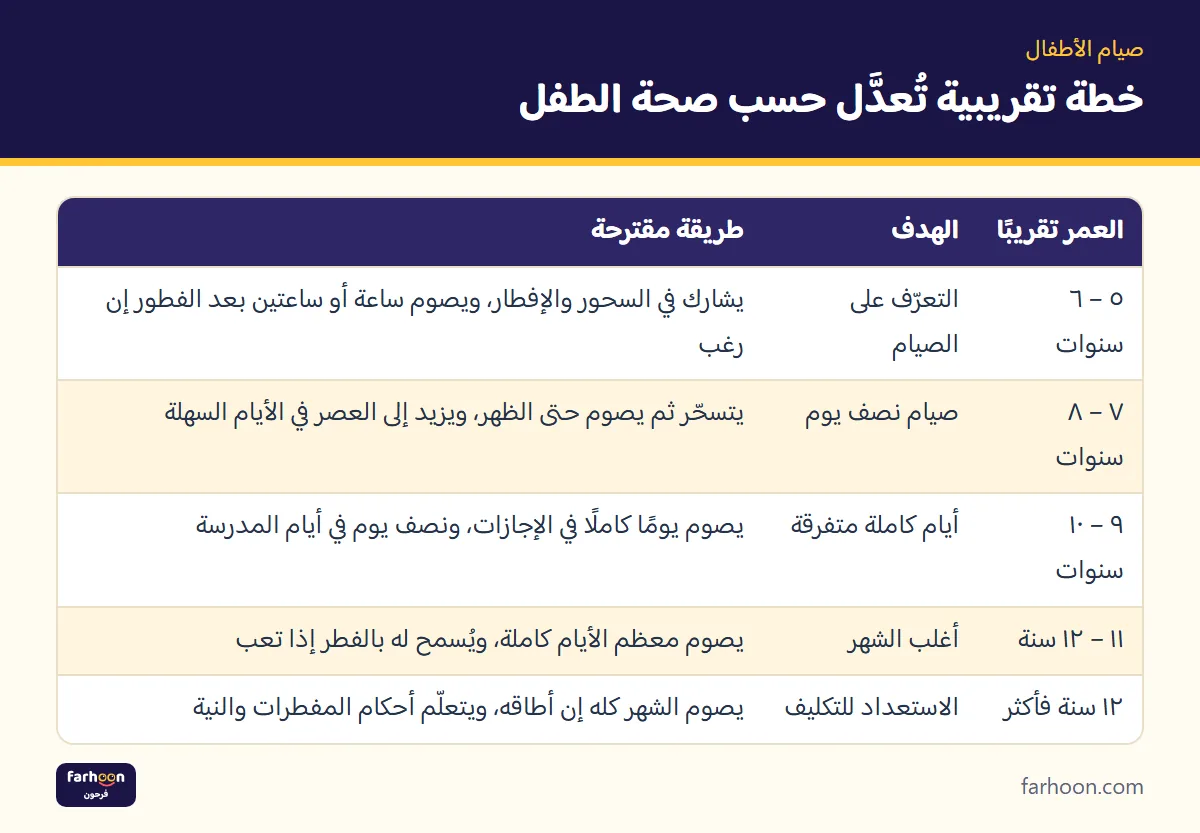 صيام الأطفال
خطة تقريبية تُعدَّل حسب صحة الطفل
العمر تقريبًا الهدف طريقة مقترحة
٥ – ٦ سنوات التعرّف على الصيام يشارك في السحور والإفطار، ويصوم ساعة أو ساعتين بعد الفطور إن رغب
٧ – ٨ سنوات صيام نصف يوم يتسحّر ثم يصوم حتى الظهر، ويزيد إلى العصر في الأيام السهلة
٩ – ١٠ سنوات أيام كاملة متفرقة يصوم يومًا كاملًا في الإجازات، ونصف يوم في أيام المدرسة
١١ – ١٢ سنة أغلب الشهر يصوم معظم الأيام كاملة، ويُسمح له بالفطر إذا تعب
١٢ سنة فأكثر الاستعداد للتكليف يصوم الشهر كله إن أطاقه، ويتعلّم أحكام المفطرات والنية
farhoon.com
farhoon
فرحون